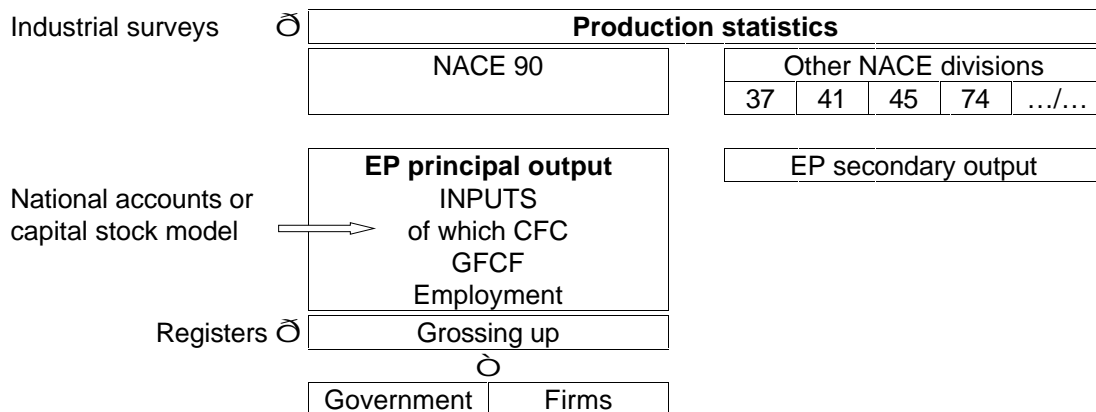 Industrial surveys ð Production statistics
NACE 90 Other NACE divisions
37 41 45 74 …/…
EP principal output EP secondary output
National accounts or INPUTS
capital stock model of which CFC
GFCF
Employment
Registers ð Grossing up
ò
Government Firms